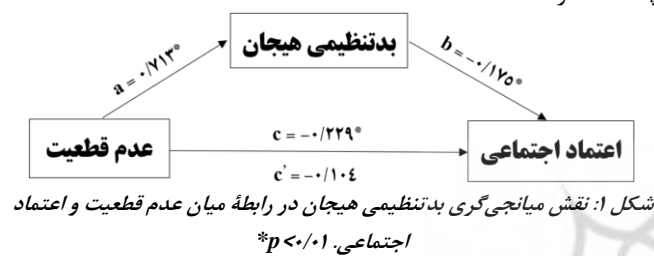 بدتنظیمی هیجان
a = ۰/۷۱۳*
b = -۰/۱۷۵*
عدم قطعیت
c = -۰/۲۲۹*
c' = -۰/۱۰٤
اعتماد اجتماعی
شکل ۱: نقش میانجی‌گری بدتنظیمی هیجان در رابطهٔ میان عدم قطعیت و اعتماد
اجتماعی. p<۰/۰۱*